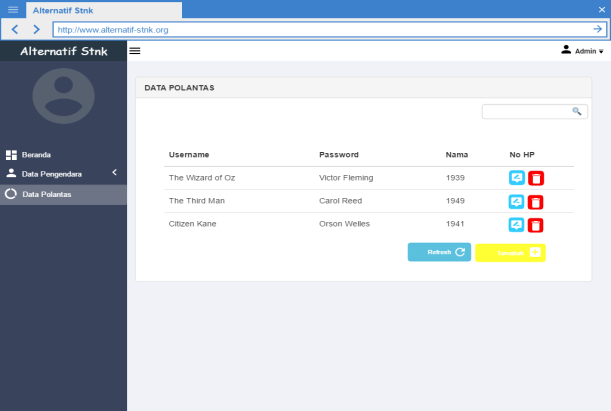 Alternatif Stnk
http://www.alternatif-stnk.org
Alternatif Stnk
Admin
DATA POLANTAS
Beranda
Data Pengendara
Data Polantas
Username Password Nama No HP
The Wizard of Oz Victor Fleming 1939
The Third Man Carol Reed 1949
Citizen Kane Orson Welles 1941
Refresh